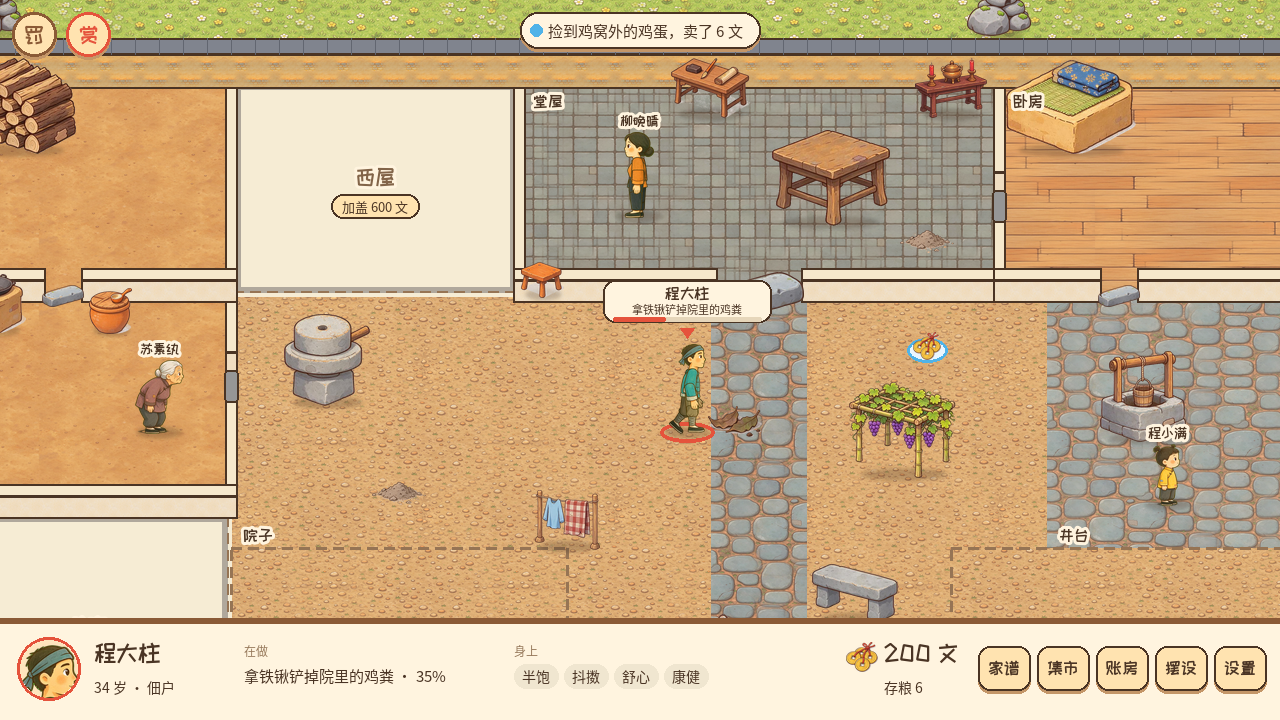 罚
赏
捡到鸡窝外的鸡蛋，卖了 6 文
堂屋
卧房
柳晚晴
西屋
加盖 600 文
程大柱
拿铁锹铲掉院里的鸡粪
苏素纨
程小满
院子
井台
程大柱
34 岁 · 佃户
在做
拿铁锹铲掉院里的鸡粪 · 35%
身上
半饱
抖擞
舒心
康健
200 文
存粮 6
家谱
集市
账房
摆设
设置